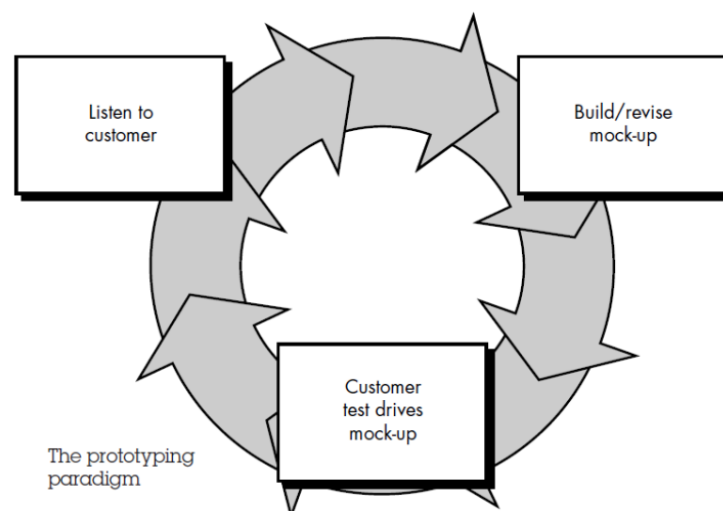 Listen to
customer
Build/revise
mock-up
Customer
test drives
mock-up
The prototyping
paradigm